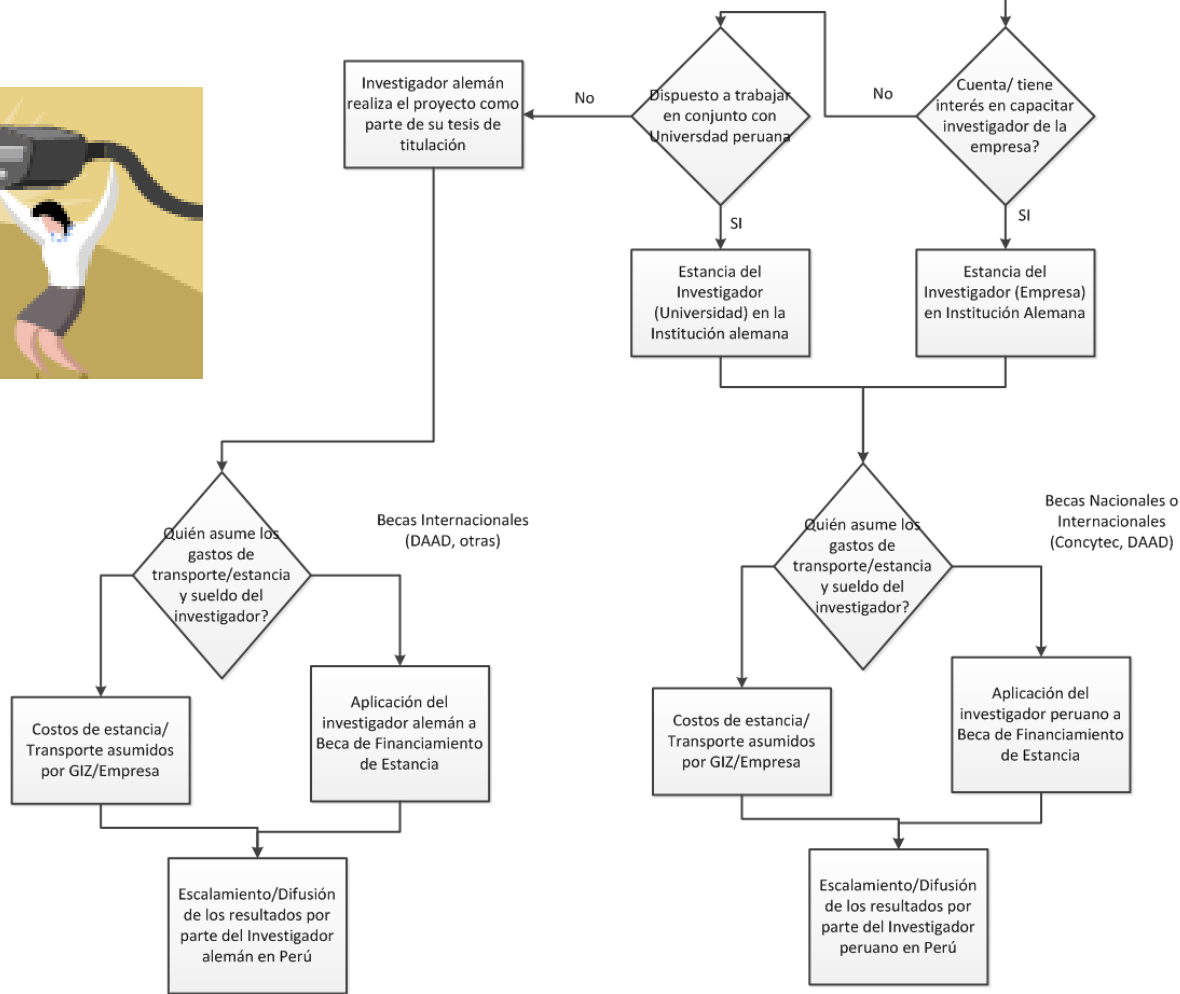 Investigador alemán
realiza el proyecto como
parte de su tesis de
titulación
No
Dispuesto a trabajar
en conjunto con
Universdad peruana
No
Cuenta/ tiene
interés en capacitar
investigador de la
empresa?
SI
SI
Estancia del
Investigador
(Universidad) en la
Institución alemana
Estancia del
Investigador (Empresa)
en Institución Alemana
Quién asume los
gastos de
transporte/estancia
y sueldo del
investigador?
Becas Internacionales
(DAAD, otras)
Quién asume los
gastos de
transporte/estancia
y sueldo del
investigador?
Becas Nacionales o
Internacionales
(Concytec, DAAD)
Costos de estancia/
Transporte asumidos
por GIZ/Empresa
Aplicación del
investigador alemán a
Beca de Financiamiento
de Estancia
Costos de estancia/
Transporte asumidos
por GIZ/Empresa
Aplicación del
investigador peruano a
Beca de Financiamiento
de Estancia
Escalamiento/Difusión
de los resultados por
parte del Investigador
alemán en Perú
Escalamiento/Difusión
de los resultados por
parte del Investigador
peruano en Perú